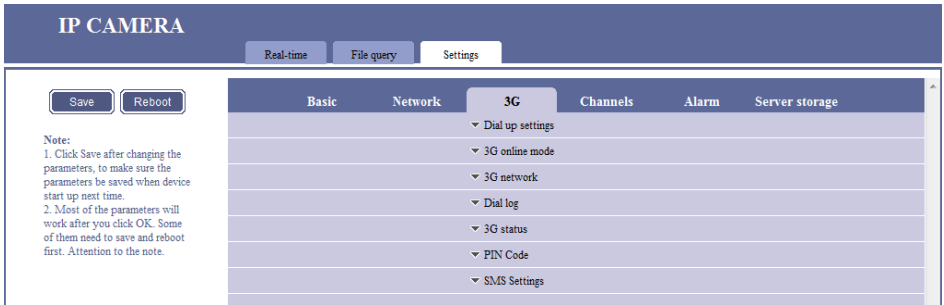 IP CAMERA
Real-time File query Settings
Save Reboot
Basic Network 3G Channels Alarm Server storage
Note:
1. Click Save after changing the
parameters, to make sure the
parameters be saved when device
start up next time.
2. Most of the parameters will
work after you click OK. Some
of them need to save and reboot
first. Attention to the note.
Dial up settings
3G online mode
3G network
Dial log
3G status
PIN Code
SMS Settings